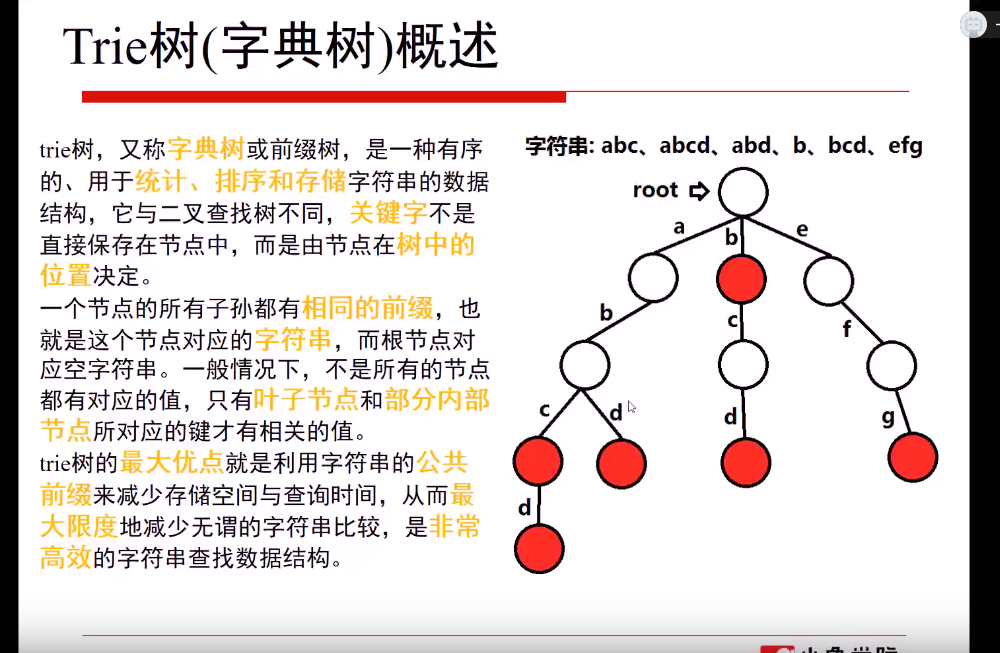 Trie树(字典树)概述
trie树，又称字典树或前缀树，是一种有序
的、用于统计、排序和存储字符串的数据
结构，它与二叉查找树不同，关键字不是
直接保存在节点中，而是由节点在树中的
位置决定。
一个节点的所有子孙都有相同的前缀，也
就是这个节点对应的字符串，而根节点对
应空字符串。一般情况下，不是所有的节点
都有对应的值，只有叶子节点和部分内部
节点所对应的键才有相关的值。
trie树的最大优点就是利用字符串的公共
前缀来减少存储空间与查询时间，从而最
大限度地减少无谓的字符串比较，是非常
高效的字符串查找数据结构。
字符串: abc、abcd、abd、b、bcd、efg
root
a
b
e
b
c
f
c
d
d
g
d